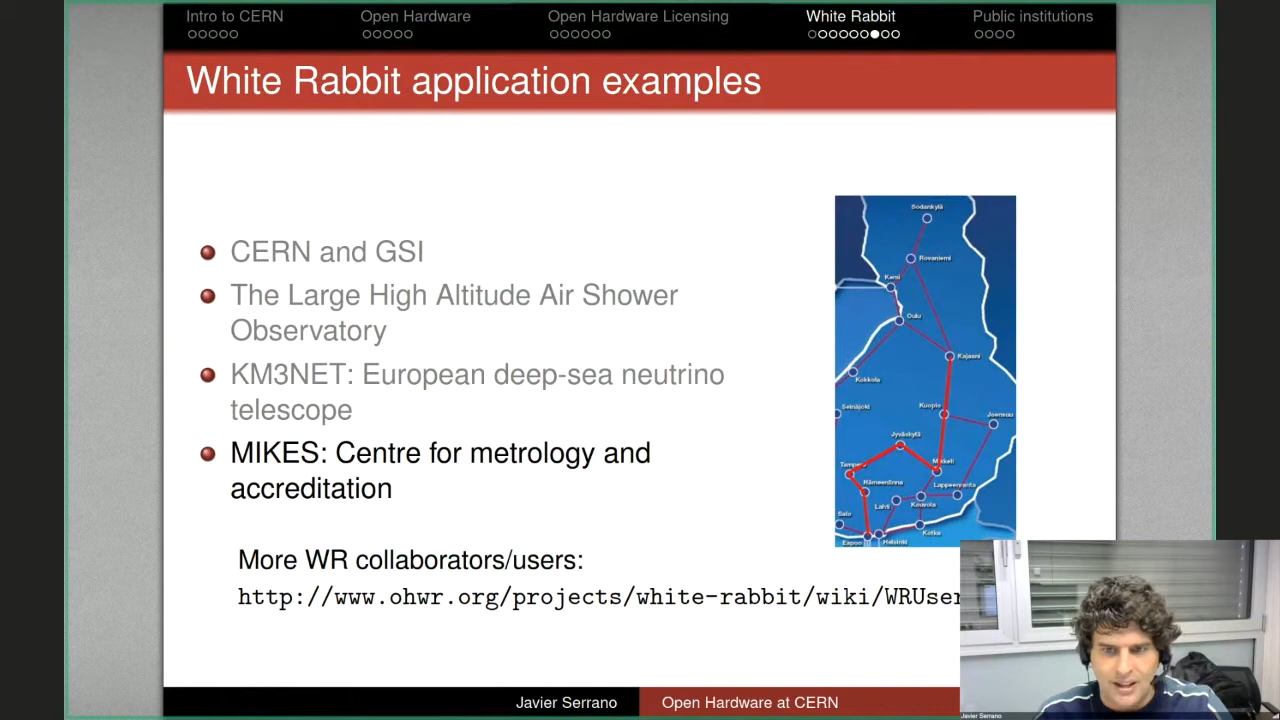 Intro to CERN
Open Hardware
Open Hardware Licensing
White Rabbit
Public institutions
White Rabbit application examples
CERN and GSI
The Large High Altitude Air Shower
Observatory
KM3NET: European deep-sea neutrino
telescope
MIKES: Centre for metrology and
accreditation
More WR collaborators/users:
http://www.ohwr.org/projects/white-rabbit/wiki/WRUser
Sodankylä
Rovaniemi
Kemi
Oulu
Kajaani
Kokkola
Seinäjoki
Kuopio
Joensuu
Jyväskylä
Mikkeli
Hämeenlinna
Lappeenranta
Lahti
Kouvola
Salo
Kotka
Espoo
Helsinki
Javier Serrano
Open Hardware at CERN
Javier Serrano